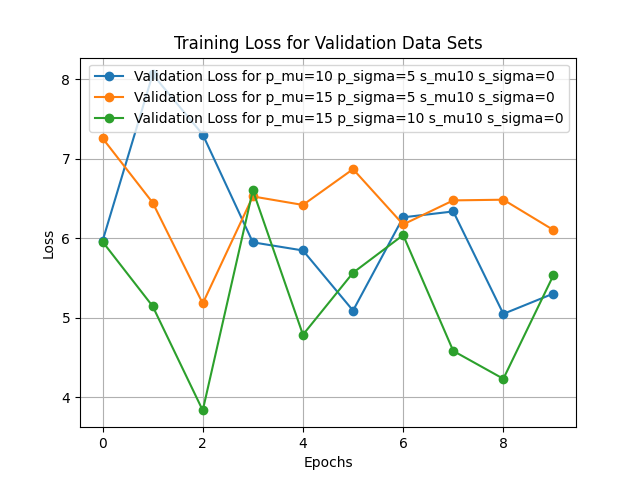 Training Loss for Validation Data Sets
Validation Loss for p_mu=10 p_sigma=5 s_mu10 s_sigma=0
Validation Loss for p_mu=15 p_sigma=5 s_mu10 s_sigma=0
Validation Loss for p_mu=15 p_sigma=10 s_mu10 s_sigma=0
8
7
6
5
4
Loss
0 2 4 6 8
Epochs